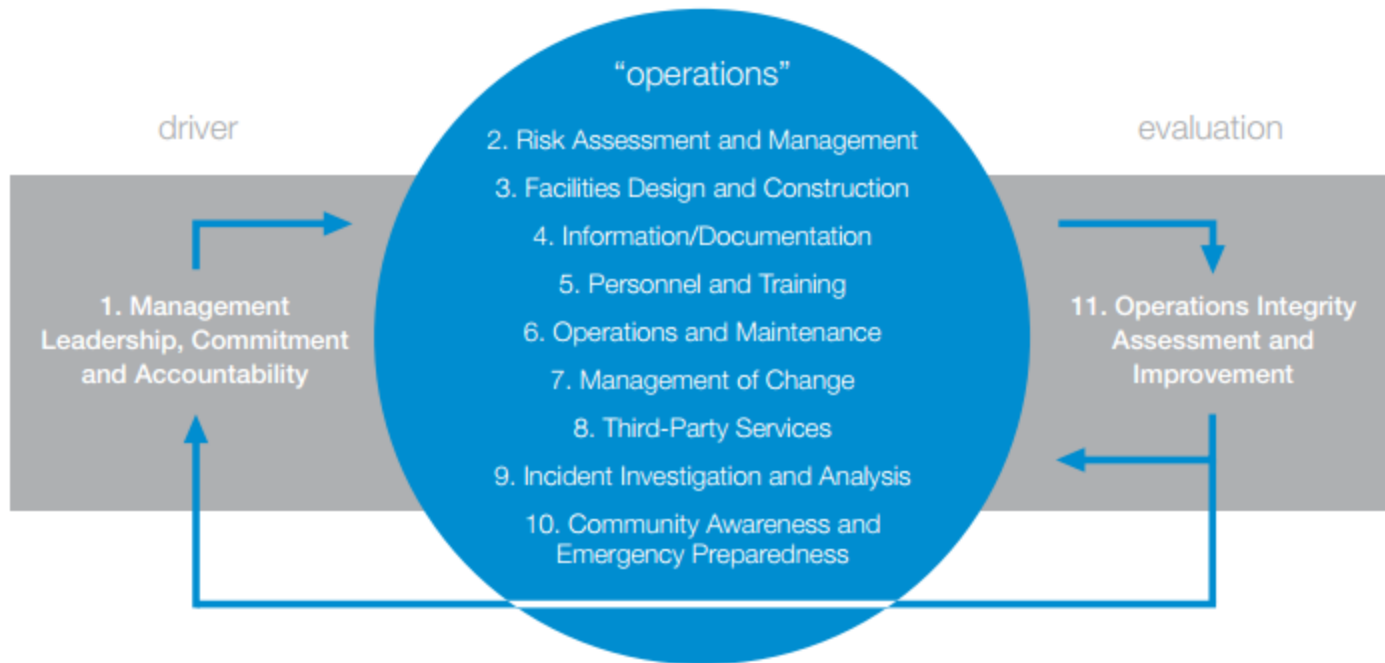 driver
1. Management
Leadership, Commitment
and Accountability
“operations”
2. Risk Assessment and Management
3. Facilities Design and Construction
4. Information/Documentation
5. Personnel and Training
6. Operations and Maintenance
7. Management of Change
8. Third-Party Services
9. Incident Investigation and Analysis
10. Community Awareness and
Emergency Preparedness
evaluation
11. Operations Integrity
Assessment and
Improvement